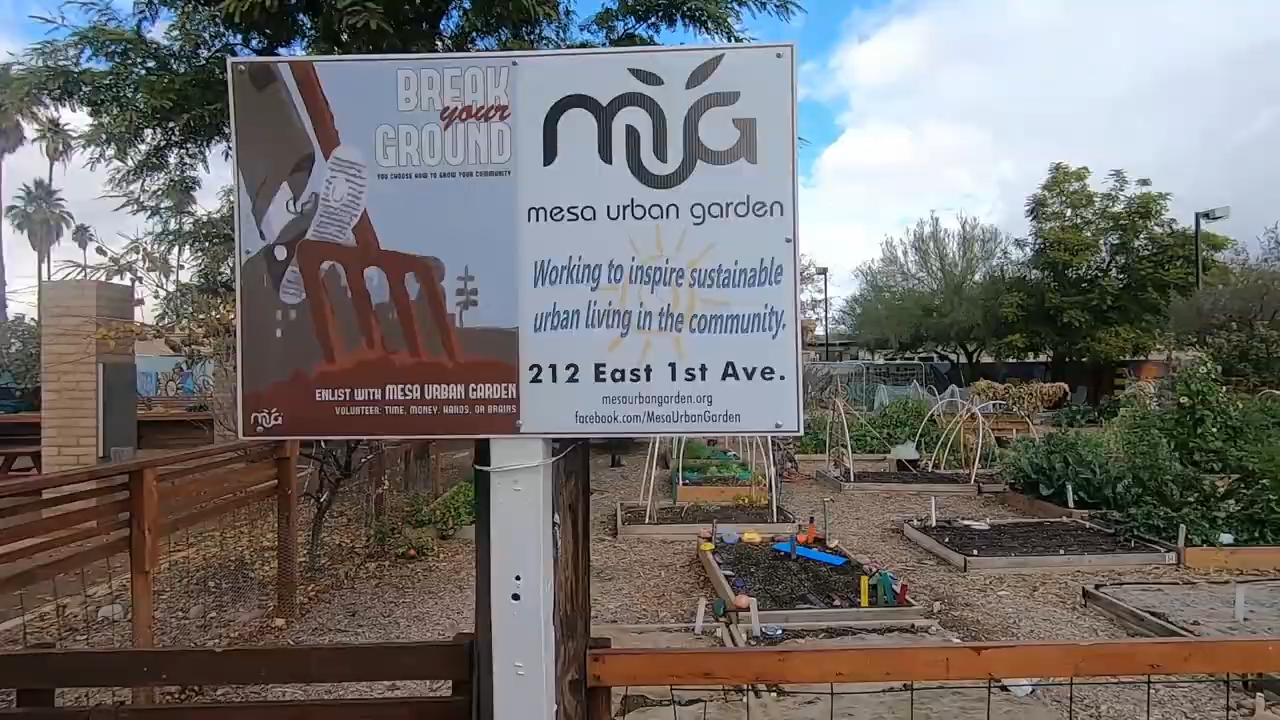 BREAK
your
GROUND
YOU CHOOSE HOW TO GROW YOUR COMMUNITY
ENLIST WITH MESA URBAN GARDEN
VOLUNTEER: TIME, MONEY, HANDS, OR BRAINS
mug
mug
mesa urban garden
Working to inspire sustainable
urban living in the community.
212 East 1st Ave.
mesaurbangarden.org
facebook.com/MesaUrbanGarden